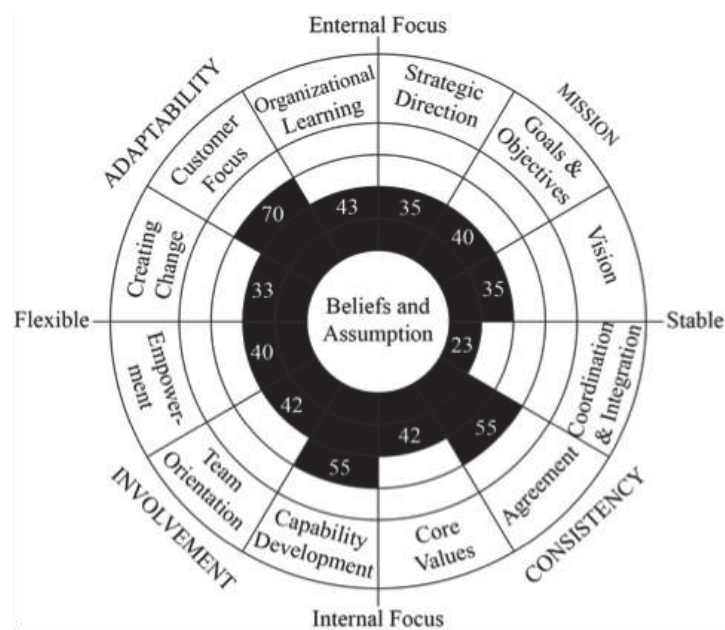 Enternal Focus
ADAPTABILITY
MISSION
Organizational
Learning
Strategic
Direction
Customer
Focus
Goals &
Objectives
Creating
Change
Vision
70
43
35
40
33
35
Beliefs and
Assumption
Flexible
Stable
40
23
42
55
42
55
Empower-
ment
Coordination
& Integration
Team
Orientation
Agreement
Capability
Development
Core
Values
INVOLVEMENT
CONSISTENCY
Internal Focus